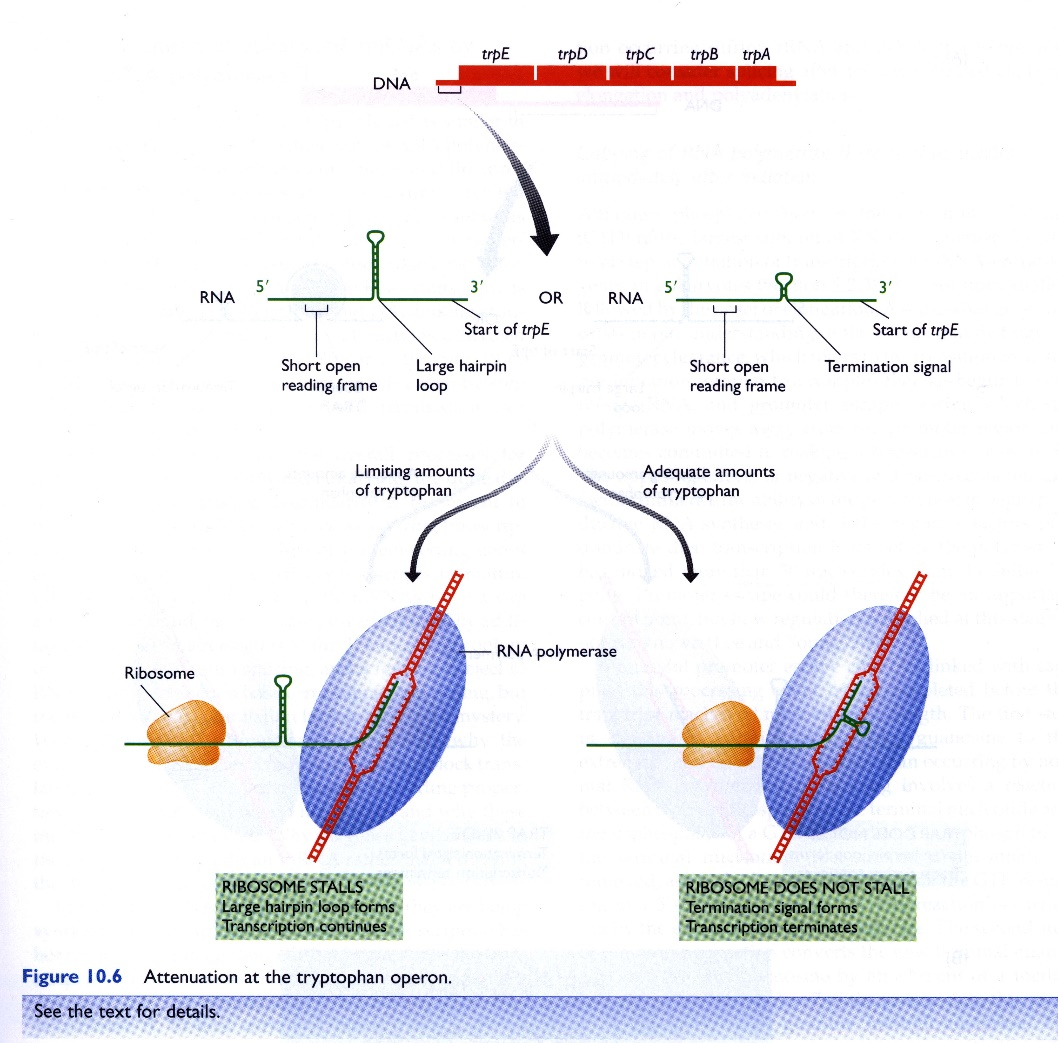 trpE trpD trpC trpB trpA
DNA
RNA 5' 3' OR RNA 5' 3'
Start of trpE
Start of trpE
Short open
reading frame
Large hairpin
loop
Short open
reading frame
Termination signal
Limiting amounts
of tryptophan
Adequate amounts
of tryptophan
RNA polymerase
Ribosome
RIBOSOME STALLS
Large hairpin loop forms
Transcription continues
RIBOSOME DOES NOT STALL
Termination signal forms
Transcription terminates
Figure 10.6 Attenuation at the tryptophan operon.
See the text for details.